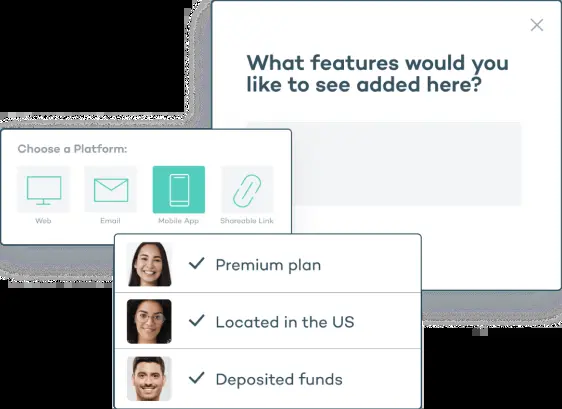 What features would you
like to see added here?
Choose a Platform:
Web
Email
Mobile App
Shareable Link
Premium plan
Located in the US
Deposited funds